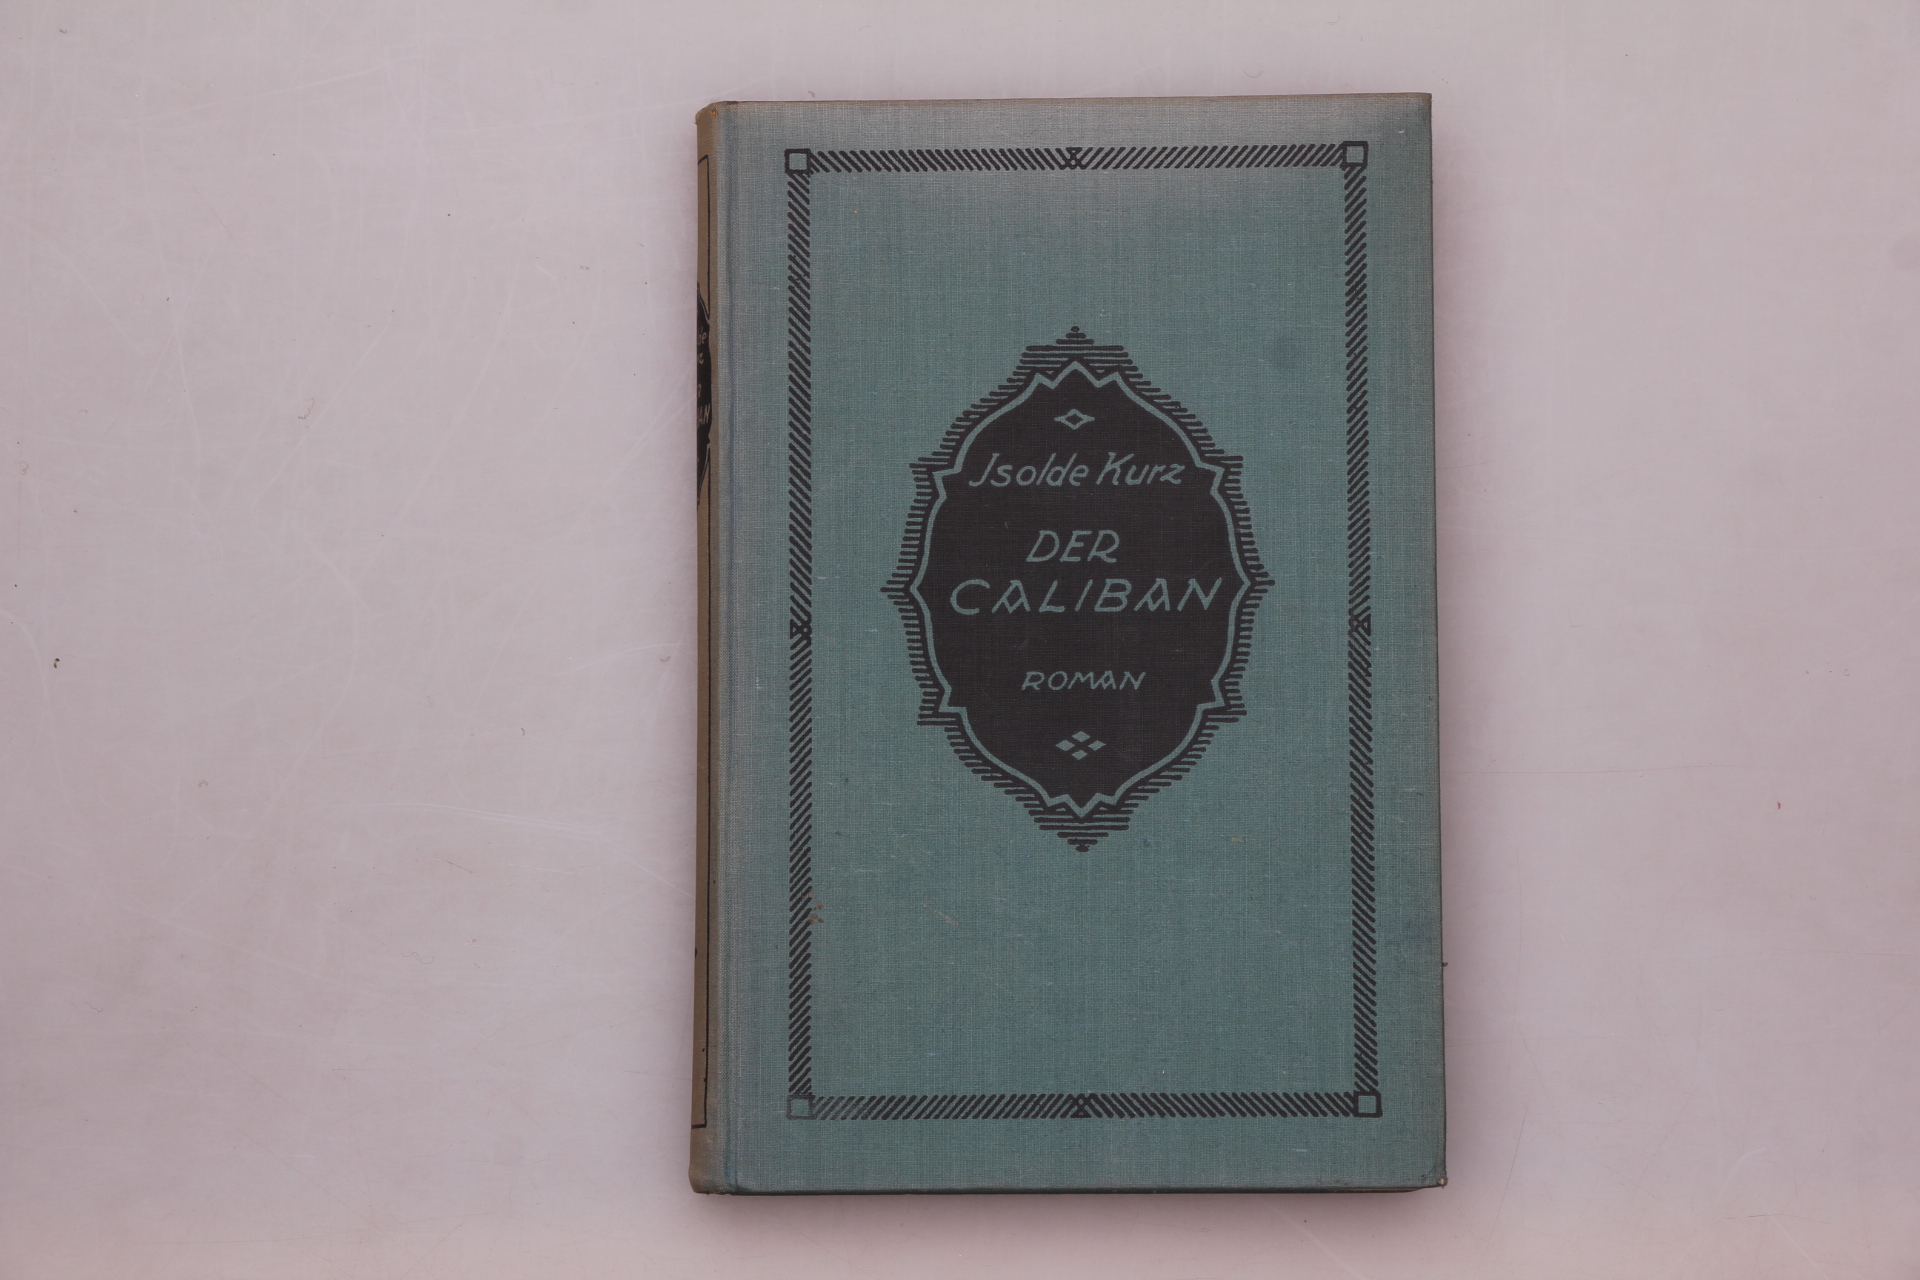 Isolde Kurz
DER
CALIBAN
ROMAN